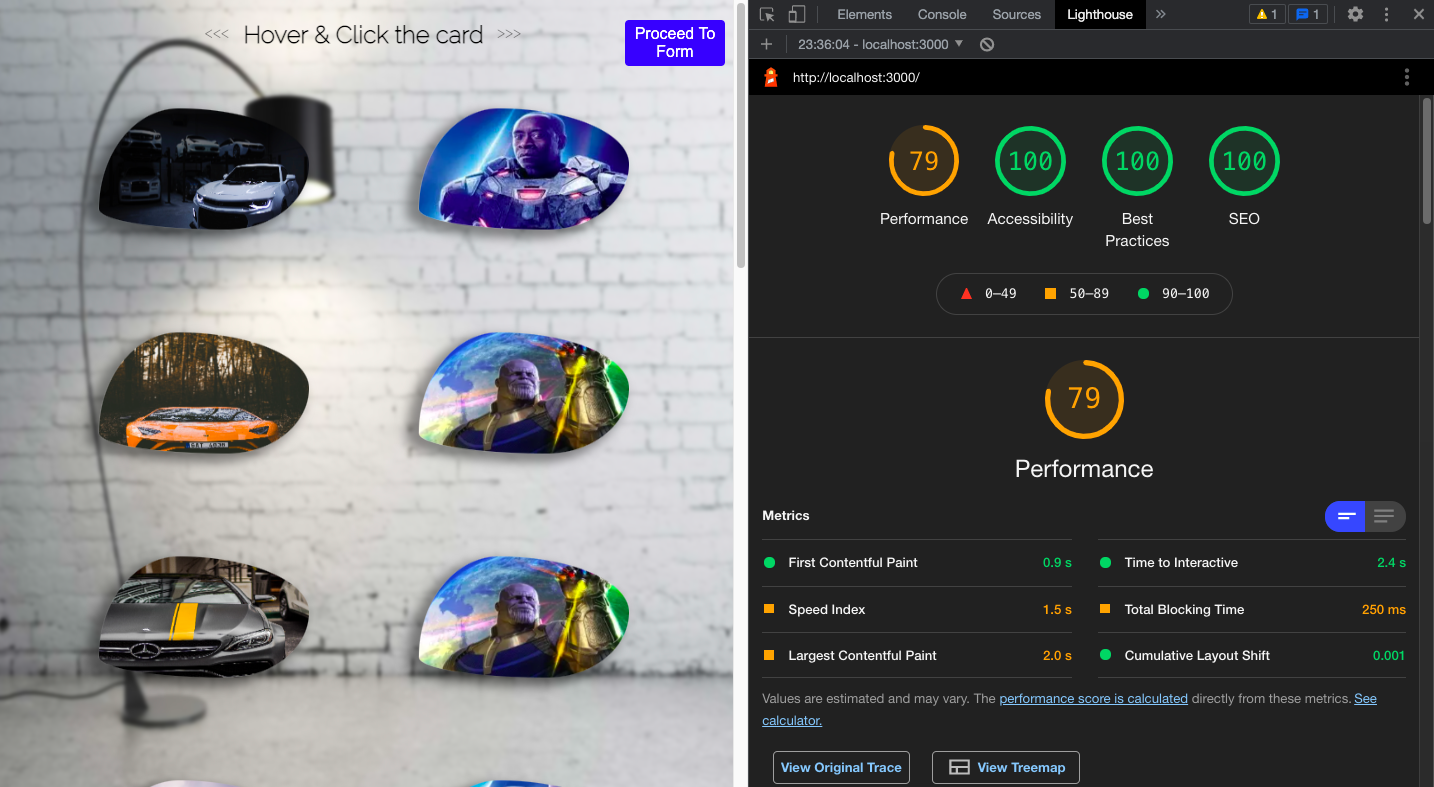 <<< Hover & Click the card >>>
Proceed To
Form
Elements Console Sources Lighthouse » 1 1
23:36:04 - localhost:3000
http://localhost:3000/
79 100 100 100
Performance Accessibility Best
Practices SEO
0–49 50–89 90–100
79
Performance
Metrics
First Contentful Paint 0.9 s
Time to Interactive 2.4 s
Speed Index 1.5 s
Total Blocking Time 250 ms
Largest Contentful Paint 2.0 s
Cumulative Layout Shift 0.001
Values are estimated and may vary. The performance score is calculated directly from these metrics. See
calculator.
View Original Trace View Treemap